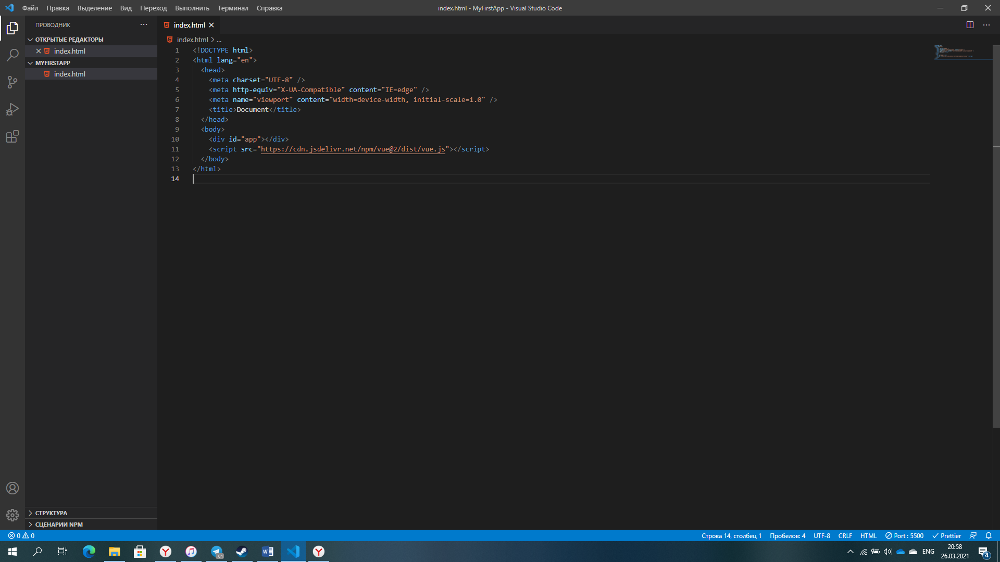 Файл Правка Выделение Вид Переход Выполнить Терминал Справка
index.html - MyFirstApp - Visual Studio Code
ПРОВОДНИК
ОТКРЫТЫЕ РЕДАКТОРЫ
index.html
MYFIRSTAPP
index.html
СТРУКТУРА
СЦЕНАРИИ NPM
index.html
index.html > ...
1 <!DOCTYPE html>
2 <html lang="en">
3 <head>
4 <meta charset="UTF-8" />
5 <meta http-equiv="X-UA-Compatible" content="IE=edge" />
6 <meta name="viewport" content="width=device-width, initial-scale=1.0" />
7 <title>Document</title>
8 </head>
9 <body>
10 <div id="app"></div>
11 <script src="https://cdn.jsdelivr.net/npm/vue@2/dist/vue.js"></script>
12 </body>
13 </html>
14
0 0
Строка 14, столбец 1 Пробелов: 4 UTF-8 CRLF HTML Port : 5500 Prettier
.01
ENG
20:58
26.03.2021
4